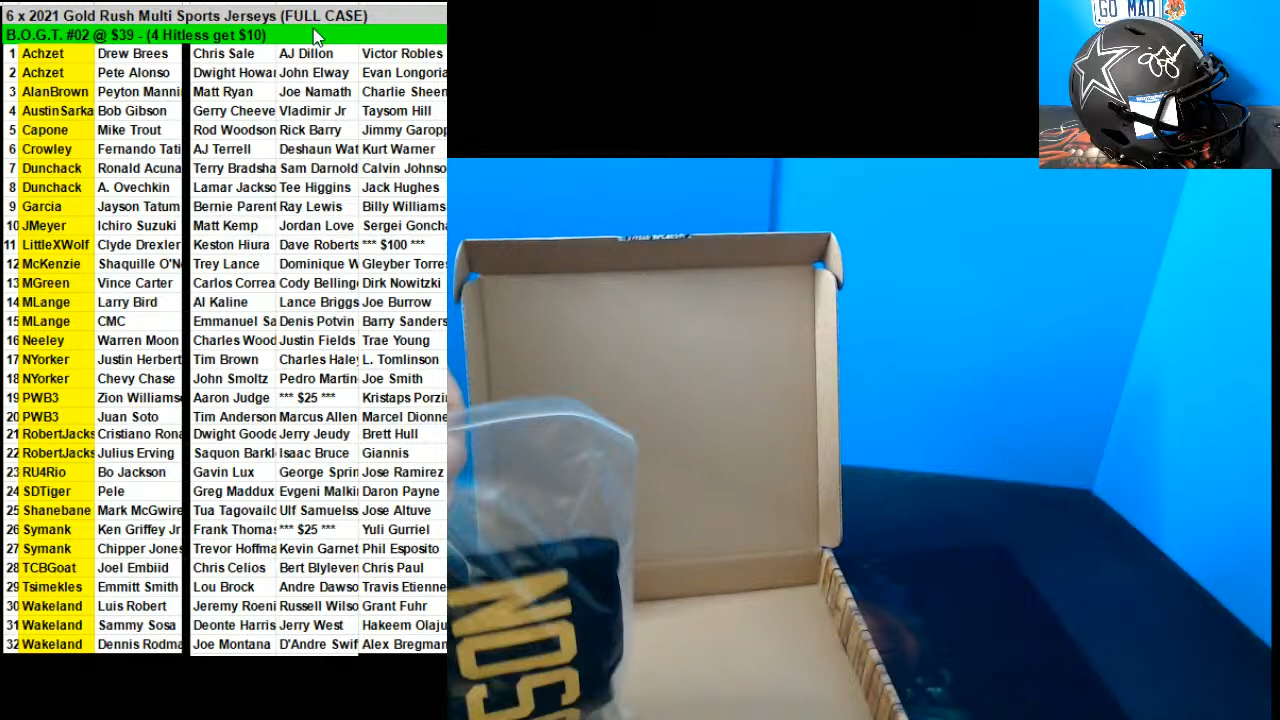 6 x 2021 Gold Rush Multi Sports Jerseys (FULL CASE)
B.O.G.T. #02 @ $39 - (4 Hitless get $10)
1 Achzet Drew Brees Chris Sale AJ Dillon Victor Robles
2 Achzet Pete Alonso Dwight Howar John Elway Evan Longoria
3 AlanBrown Peyton Manni Matt Ryan Joe Namath Charlie Sheen
4 AustinSarka Bob Gibson Gerry Cheeve Vladimir Jr Taysom Hill
5 Capone Mike Trout Rod Woodson Rick Barry Jimmy Garopp
6 Crowley Fernando Tati AJ Terrell Deshaun Wat Kurt Warner
7 Dunchack Ronald Acuna Terry Bradsha Sam Darnold Calvin Johnso
8 Dunchack A. Ovechkin Lamar Jackso Tee Higgins Jack Hughes
9 Garcia Jayson Tatum Bernie Parent Ray Lewis Billy Williams
10 JMeyer Ichiro Suzuki Matt Kemp Jordan Love Sergei Goncha
11 LittleXWolf Clyde Drexler Keston Hiura Dave Roberts *** $100 ***
12 McKenzie Shaquille O'N Trey Lance Dominique W Gleyber Torres
13 MGreen Vince Carter Carlos Correa Cody Bellinge Dirk Nowitzki
14 MLange Larry Bird Al Kaline Lance Briggs Joe Burrow
15 MLange CMC Emmanuel Sa Denis Potvin Barry Sanders
16 Neeley Warren Moon Charles Wood Justin Fields Trae Young
17 NYorker Justin Herbert Tim Brown Charles Haley L. Tomlinson
18 NYorker Chevy Chase John Smoltz Pedro Martin Joe Smith
19 PWB3 Zion Williams Aaron Judge *** $25 *** Kristaps Porzi
20 PWB3 Juan Soto Tim Anderson Marcus Allen Marcel Dionne
21 RobertJacks Cristiano Rona Dwight Goode Jerry Jeudy Brett Hull
22 RobertJacks Julius Erving Saquon Barkl Isaac Bruce Giannis
23 RU4Rio Bo Jackson Gavin Lux George Sprin Jose Ramirez
24 SDTiger Pele Greg Maddux Evgeni Malkin Daron Payne
25 Shanebane Mark McGwire Tua Tagovailo Ulf Samuelss Jose Altuve
26 Symank Ken Griffey Jr Frank Thomas *** $25 *** Yuli Gurriel
27 Symank Chipper Jones Trevor Hoffma Kevin Garnet Phil Esposito
28 TCBGoat Joel Embiid Chris Celios Bert Blyleven Chris Paul
29 Tsimekles Emmitt Smith Lou Brock Andre Dawso Travis Etienne
30 Wakeland Luis Robert Jeremy Roeni Russell Wilso Grant Fuhr
31 Wakeland Sammy Sosa Deonte Harris Jerry West Hakeem Olaju
32 Wakeland Dennis Rodma Joe Montana D'Andre Swif Alex Bregman
GO MAD
NOS